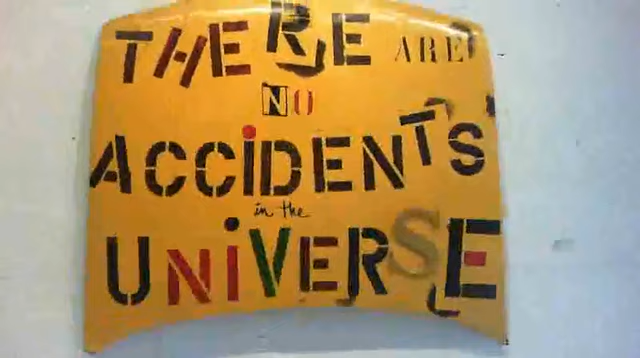 THERE ARE
NO
ACCiDENTS
in the
UNiVERSE